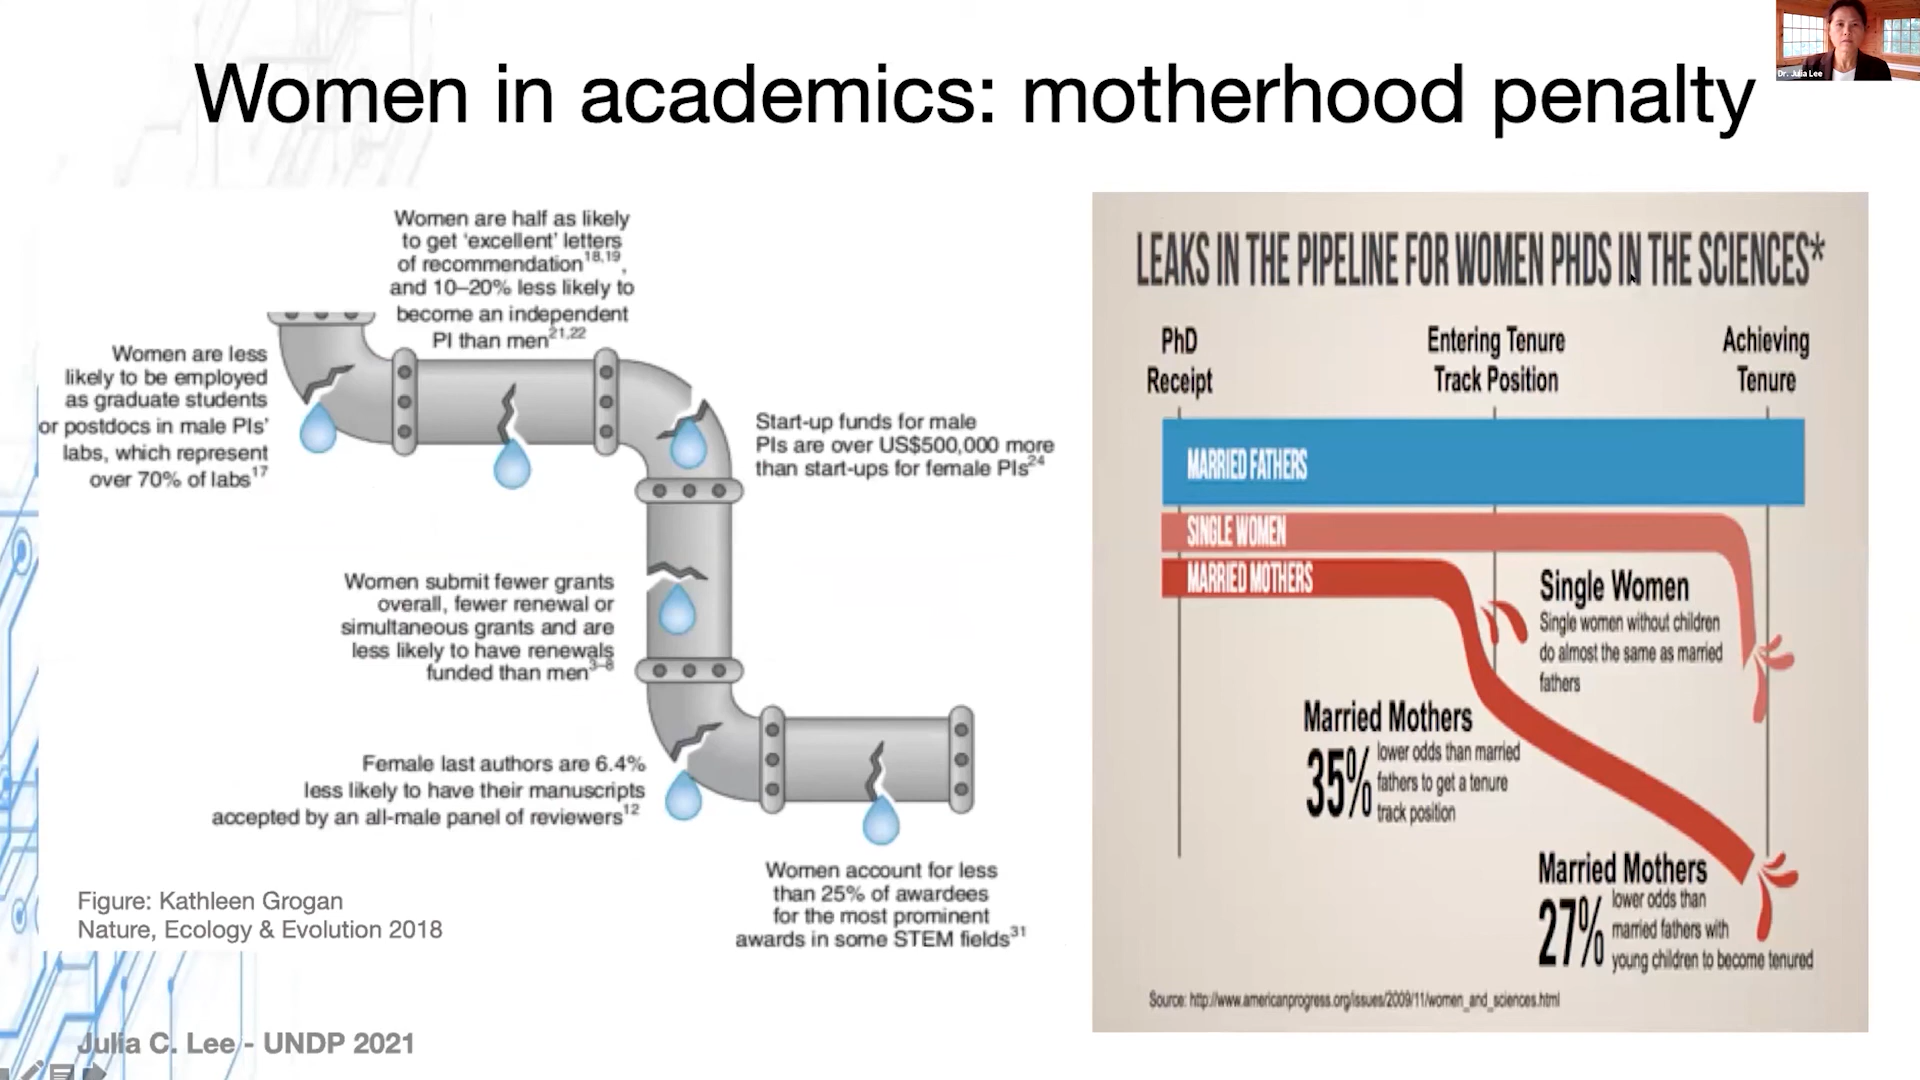 Women in academics: motherhood penalty
Dr. Julia Lee
Women are half as likely
to get ‘excellent’ letters
of recommendation18,19,
and 10–20% less likely to
become an independent
PI than men21,22
Women are less
likely to be employed
as graduate students
or postdocs in male PIs’
labs, which represent
over 70% of labs17
Start-up funds for male
PIs are over US$500,000 more
than start-ups for female PIs24
Women submit fewer grants
overall, fewer renewal or
simultaneous grants and are
less likely to have renewals
funded than men3–8
Female last authors are 6.4%
less likely to have their manuscripts
accepted by an all-male panel of reviewers12
Women account for less
than 25% of awardees
for the most prominent
awards in some STEM fields31
Figure: Kathleen Grogan
Nature, Ecology & Evolution 2018
Julia C. Lee - UNDP 2021
LEAKS IN THE PIPELINE FOR WOMEN PHDS IN THE SCIENCES*
PhD
Receipt
Entering Tenure
Track Position
Achieving
Tenure
MARRIED FATHERS
SINGLE WOMEN
MARRIED MOTHERS
Single Women
Single women without children
do almost the same as married
fathers
Married Mothers
35%
lower odds than married
fathers to get a tenure
track position
Married Mothers
27%
lower odds than
married fathers with
young children to become tenured
Source: http://www.americanprogress.org/issues/2009/11/women_and_sciences.html